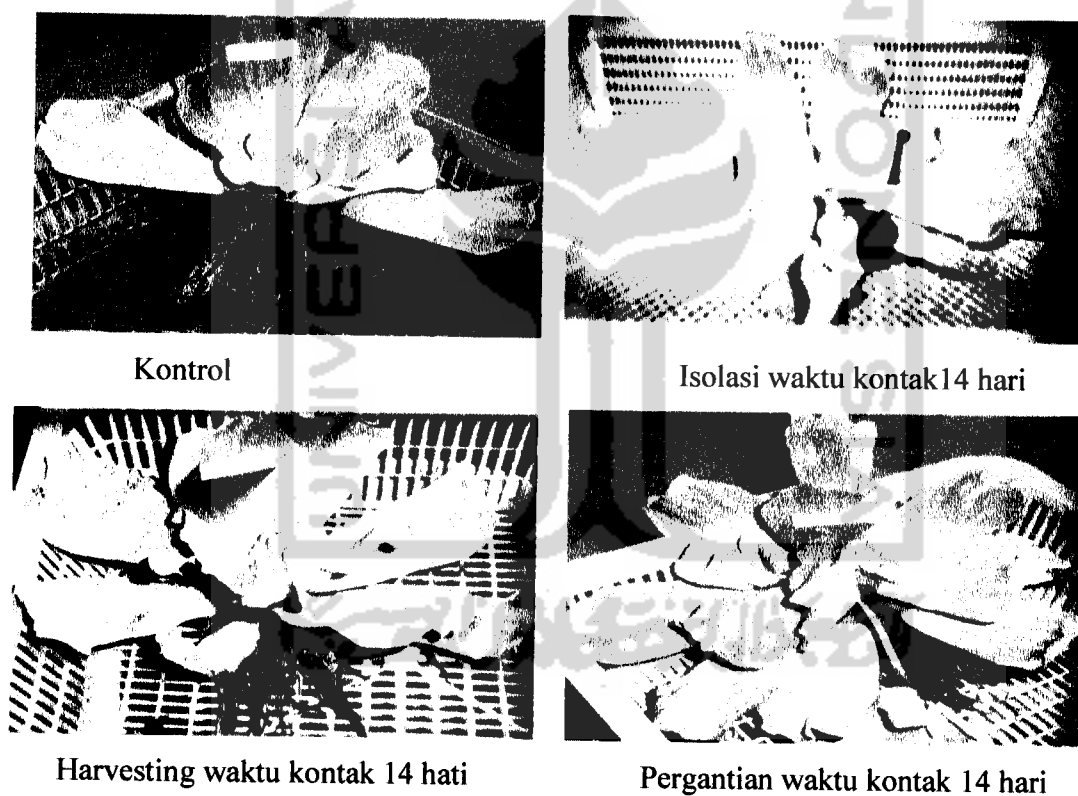 Kontrol
Isolasi waktu kontak14 hari
Harvesting waktu kontak 14 hati
Pergantian waktu kontak 14 hari